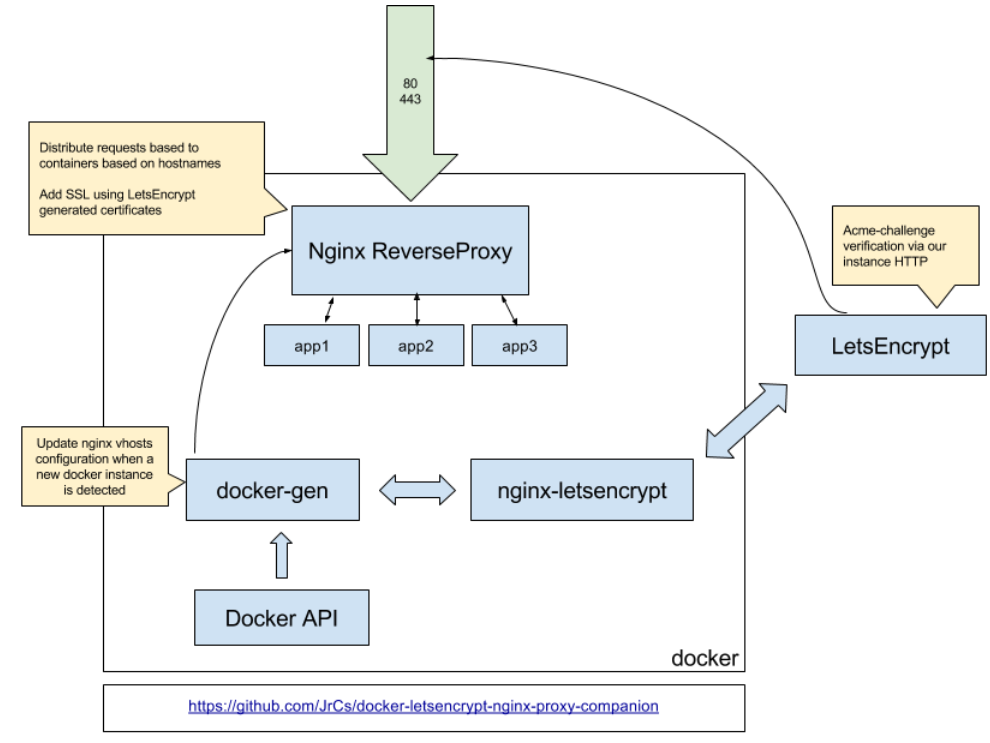 80
443
Distribute requests based to
containers based on hostnames
Add SSL using LetsEncrypt
generated certificates
Nginx ReverseProxy
Acme-challenge
verification via our
instance HTTP
app1
app2
app3
LetsEncrypt
Update nginx vhosts
configuration when a
new docker instance
is detected
docker-gen
nginx-letsencrypt
Docker API
docker
https://github.com/JrCs/docker-letsencrypt-nginx-proxy-companion